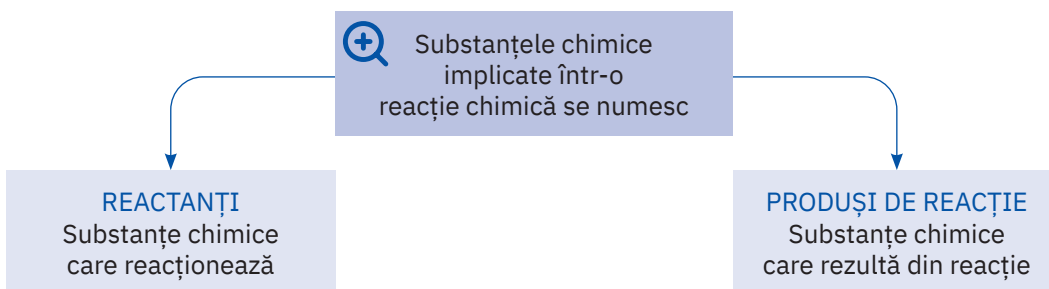 Substanțele chimice
implicate într-o
reacție chimică se numesc
REACTANȚI
Substanțe chimice
care reacționează
PRODUȘI DE REACȚIE
Substanțe chimice
care rezultă din reacție